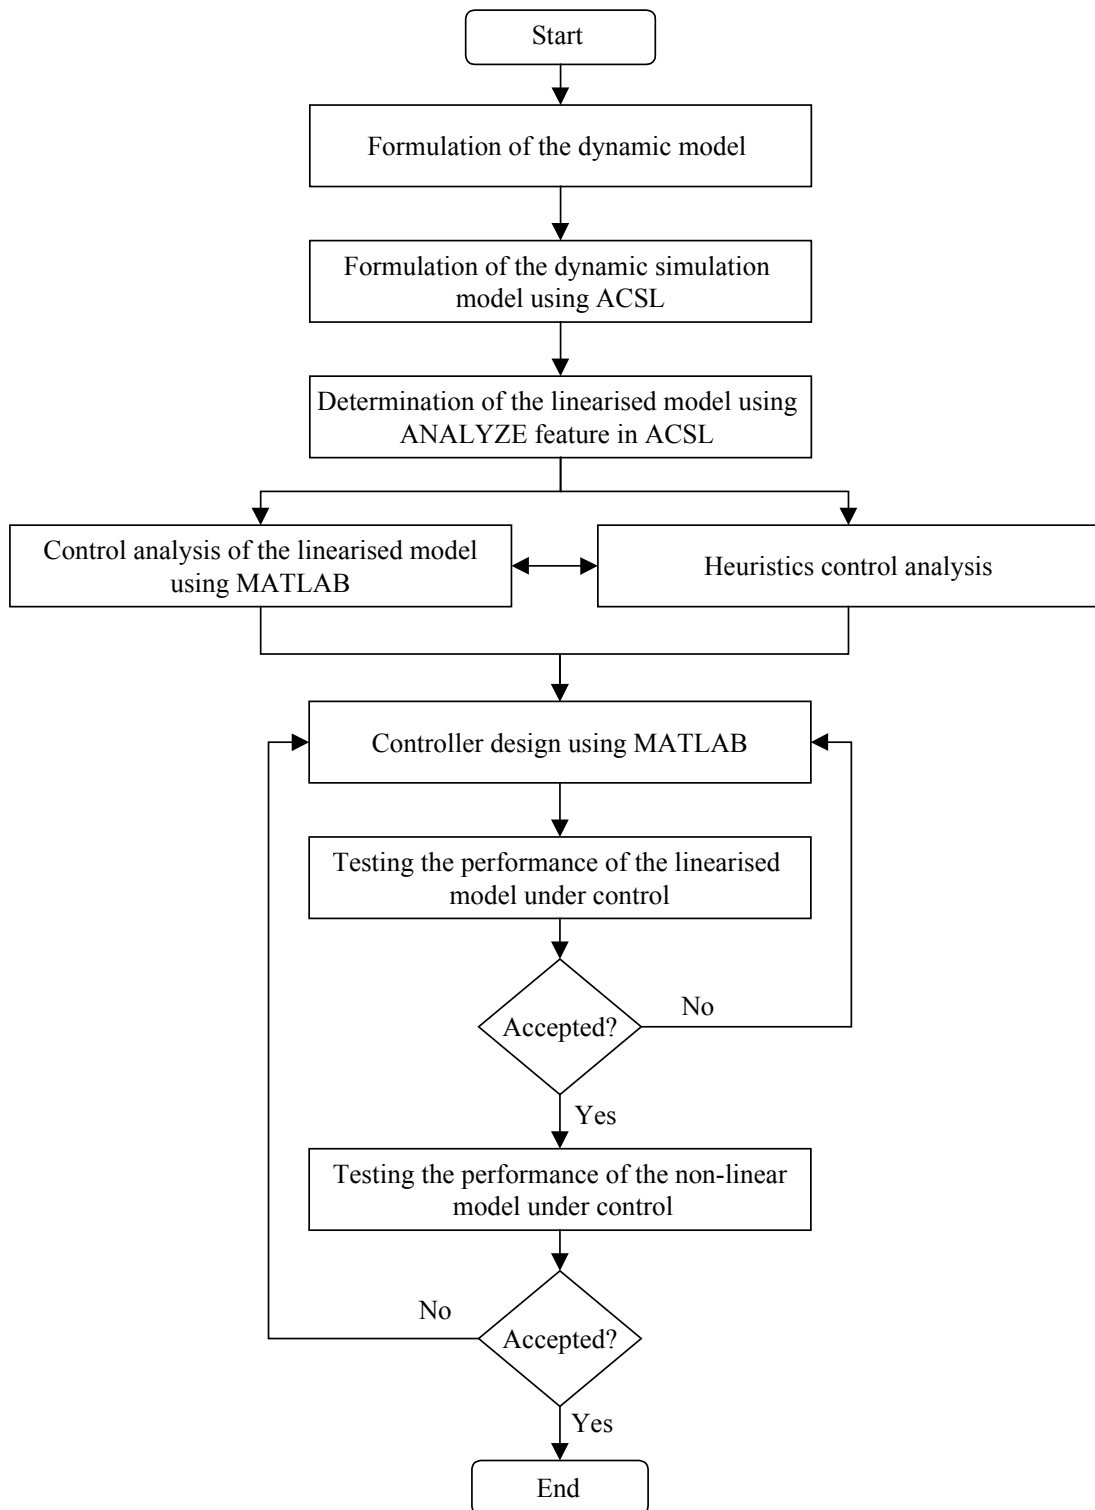 Start
Formulation of the dynamic model
Formulation of the dynamic simulation
model using ACSL
Determination of the linearised model using
ANALYZE feature in ACSL
Control analysis of the linearised model
using MATLAB
Heuristics control analysis
Controller design using MATLAB
Testing the performance of the linearised
model under control
Accepted?
No
Yes
Testing the performance of the non-linear
model under control
No
Accepted?
Yes
End